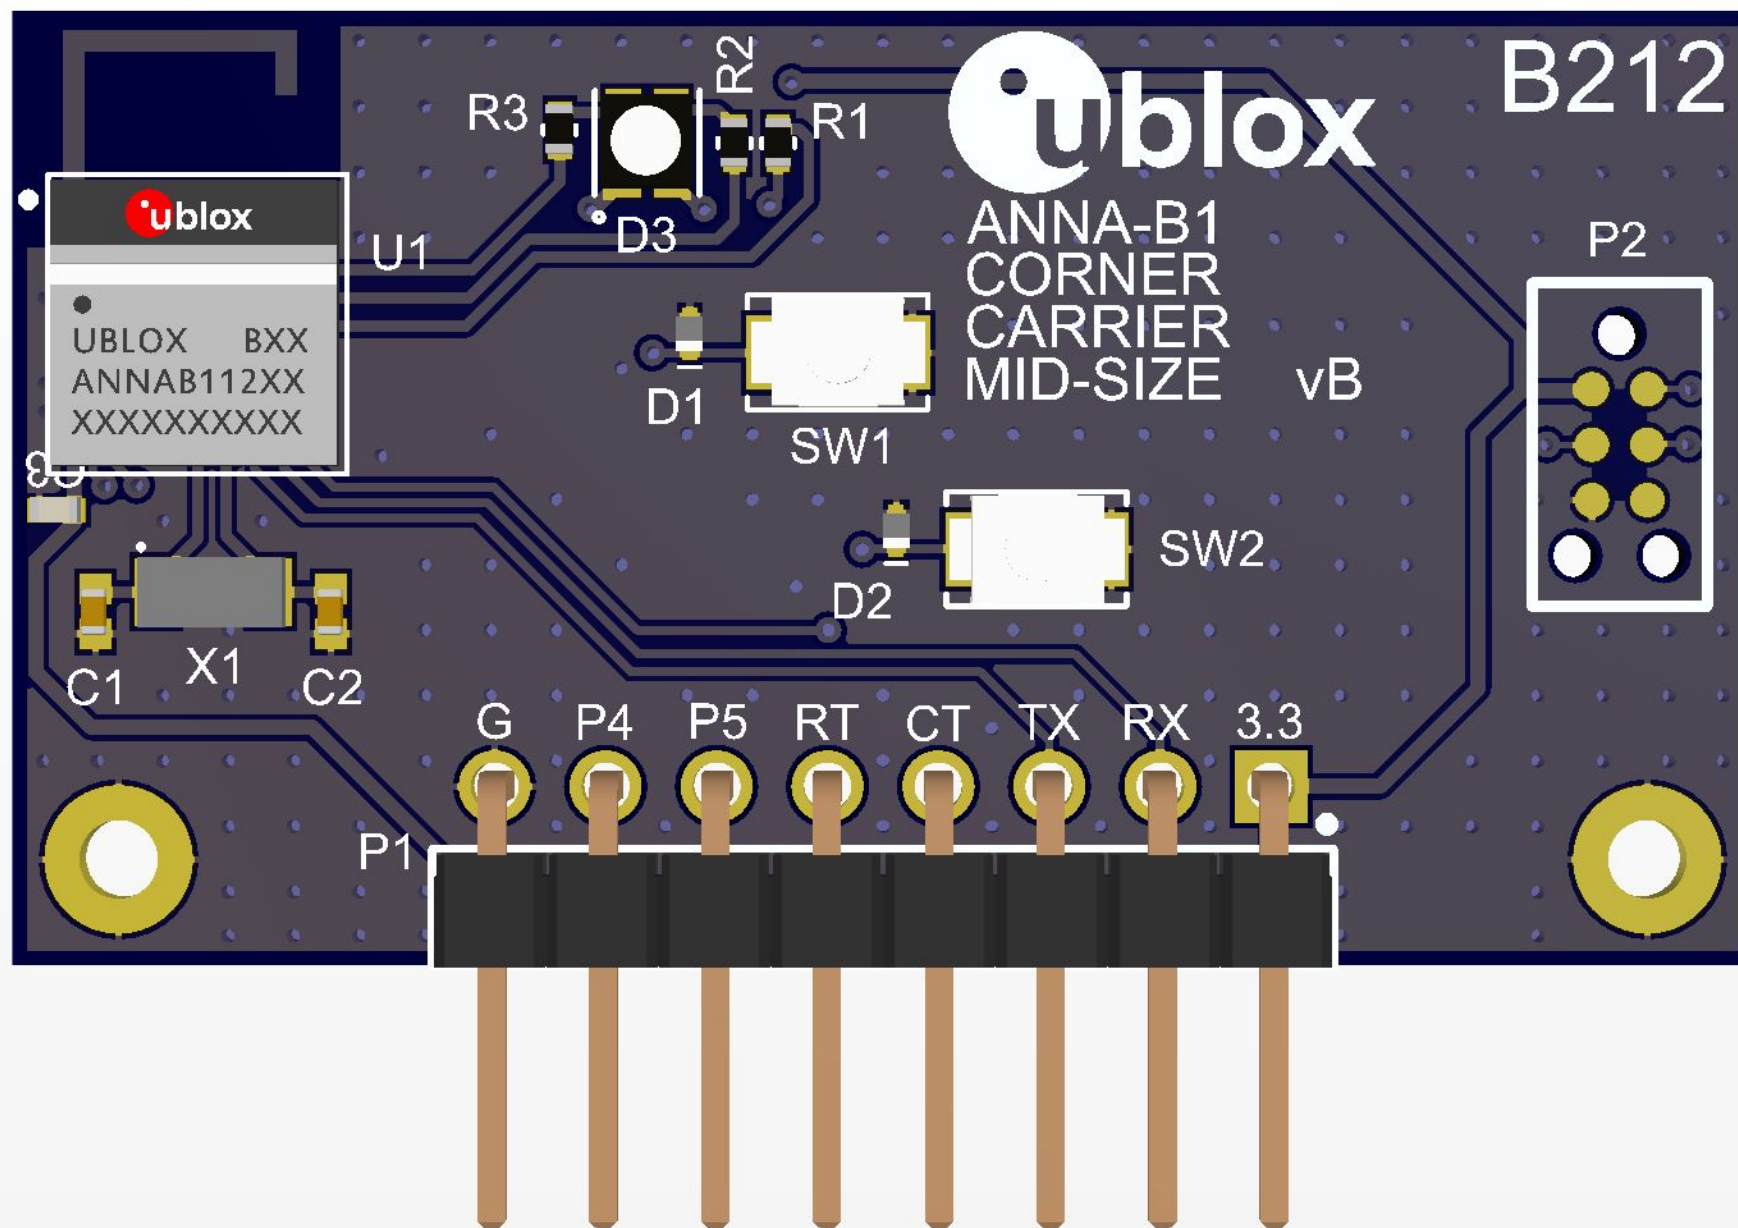 B212
R2
R3
R1
ublox
D3
ANNA-B1
CORNER
CARRIER
MID-SIZE vB
P2
ublox
U1
UBLOX BXX
ANNAB112XX
XXXXXXXXXX
D1
SW1
SW2
D2
C1
X1
C2
G P4 P5 RT CT TX RX 3.3
P1